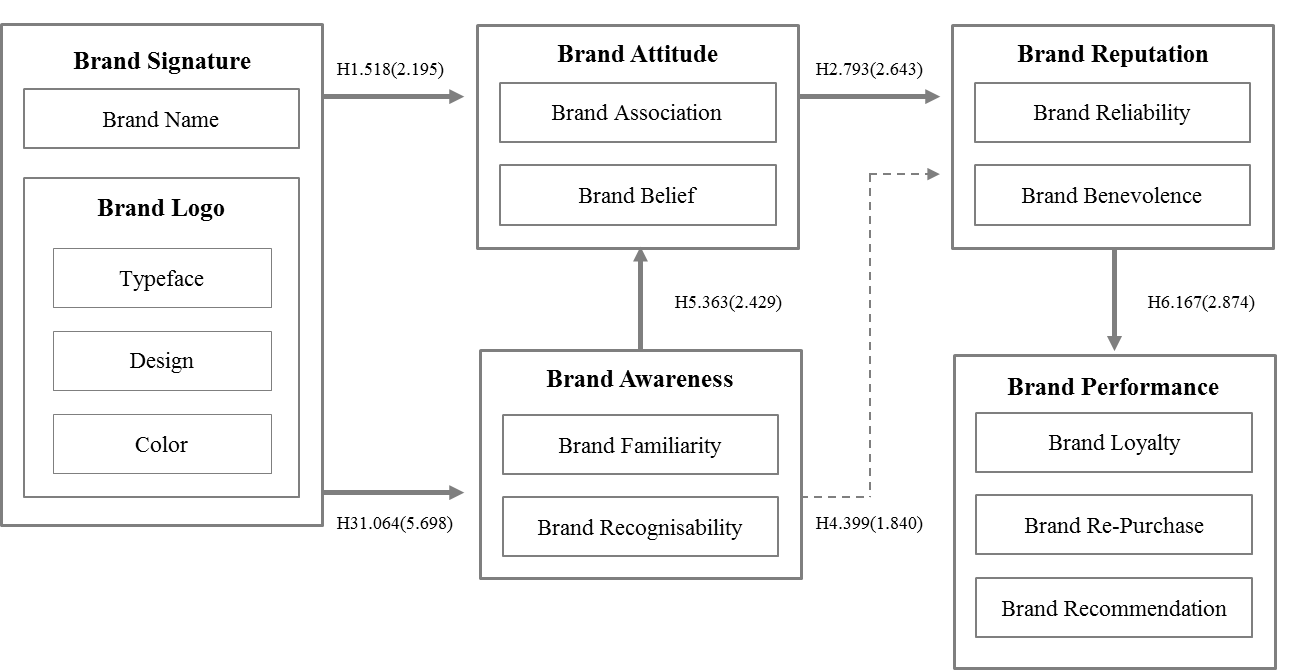 Brand Signature
Brand Name
Brand Logo
Typeface
Design
Color
H1.518(2.195)
H31.064(5.698)
Brand Attitude
Brand Association
Brand Belief
H5.363(2.429)
Brand Awareness
Brand Familiarity
Brand Recognisability
H2.793(2.643)
H4.399(1.840)
Brand Reputation
Brand Reliability
Brand Benevolence
H6.167(2.874)
Brand Performance
Brand Loyalty
Brand Re-Purchase
Brand Recommendation